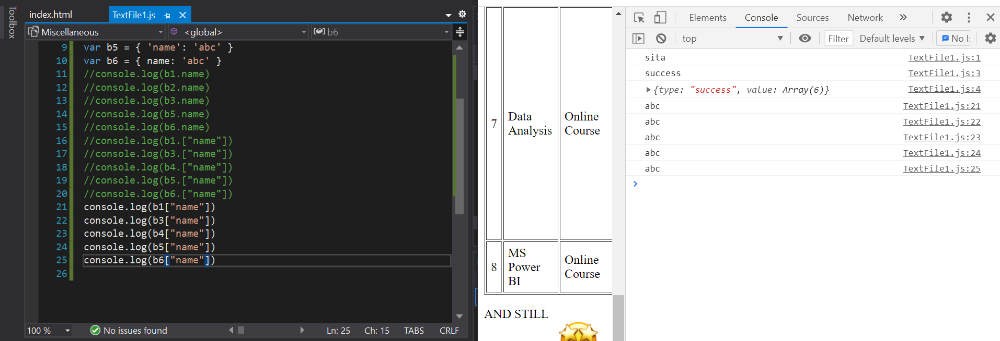 Toolbox
index.html
TextFile1.js
Miscellaneous
<global>
b6
9 var b5 = { 'name': 'abc' }
10 var b6 = { name: 'abc' }
11 //console.log(b1.name)
12 //console.log(b2.name)
13 //console.log(b3.name)
14 //console.log(b5.name)
15 //console.log(b6.name)
16 //console.log(b1.["name"])
17 //console.log(b3.["name"])
18 //console.log(b4.["name"])
19 //console.log(b5.["name"])
20 //console.log(b6.["name"])
21 console.log(b1["name"])
22 console.log(b3["name"])
23 console.log(b4["name"])
24 console.log(b5["name"])
25 console.log(b6["name"])
26
100 % No issues found Ln: 25 Ch: 15 TABS CRLF
7 Data Analysis Online Course
8 MS Power BI Online Course
AND STILL
Elements Console Sources Network »
top Filter Default levels No
sita TextFile1.js:1
success TextFile1.js:3
{type: "success", value: Array(6)} TextFile1.js:4
abc TextFile1.js:21
abc TextFile1.js:22
abc TextFile1.js:23
abc TextFile1.js:24
abc TextFile1.js:25